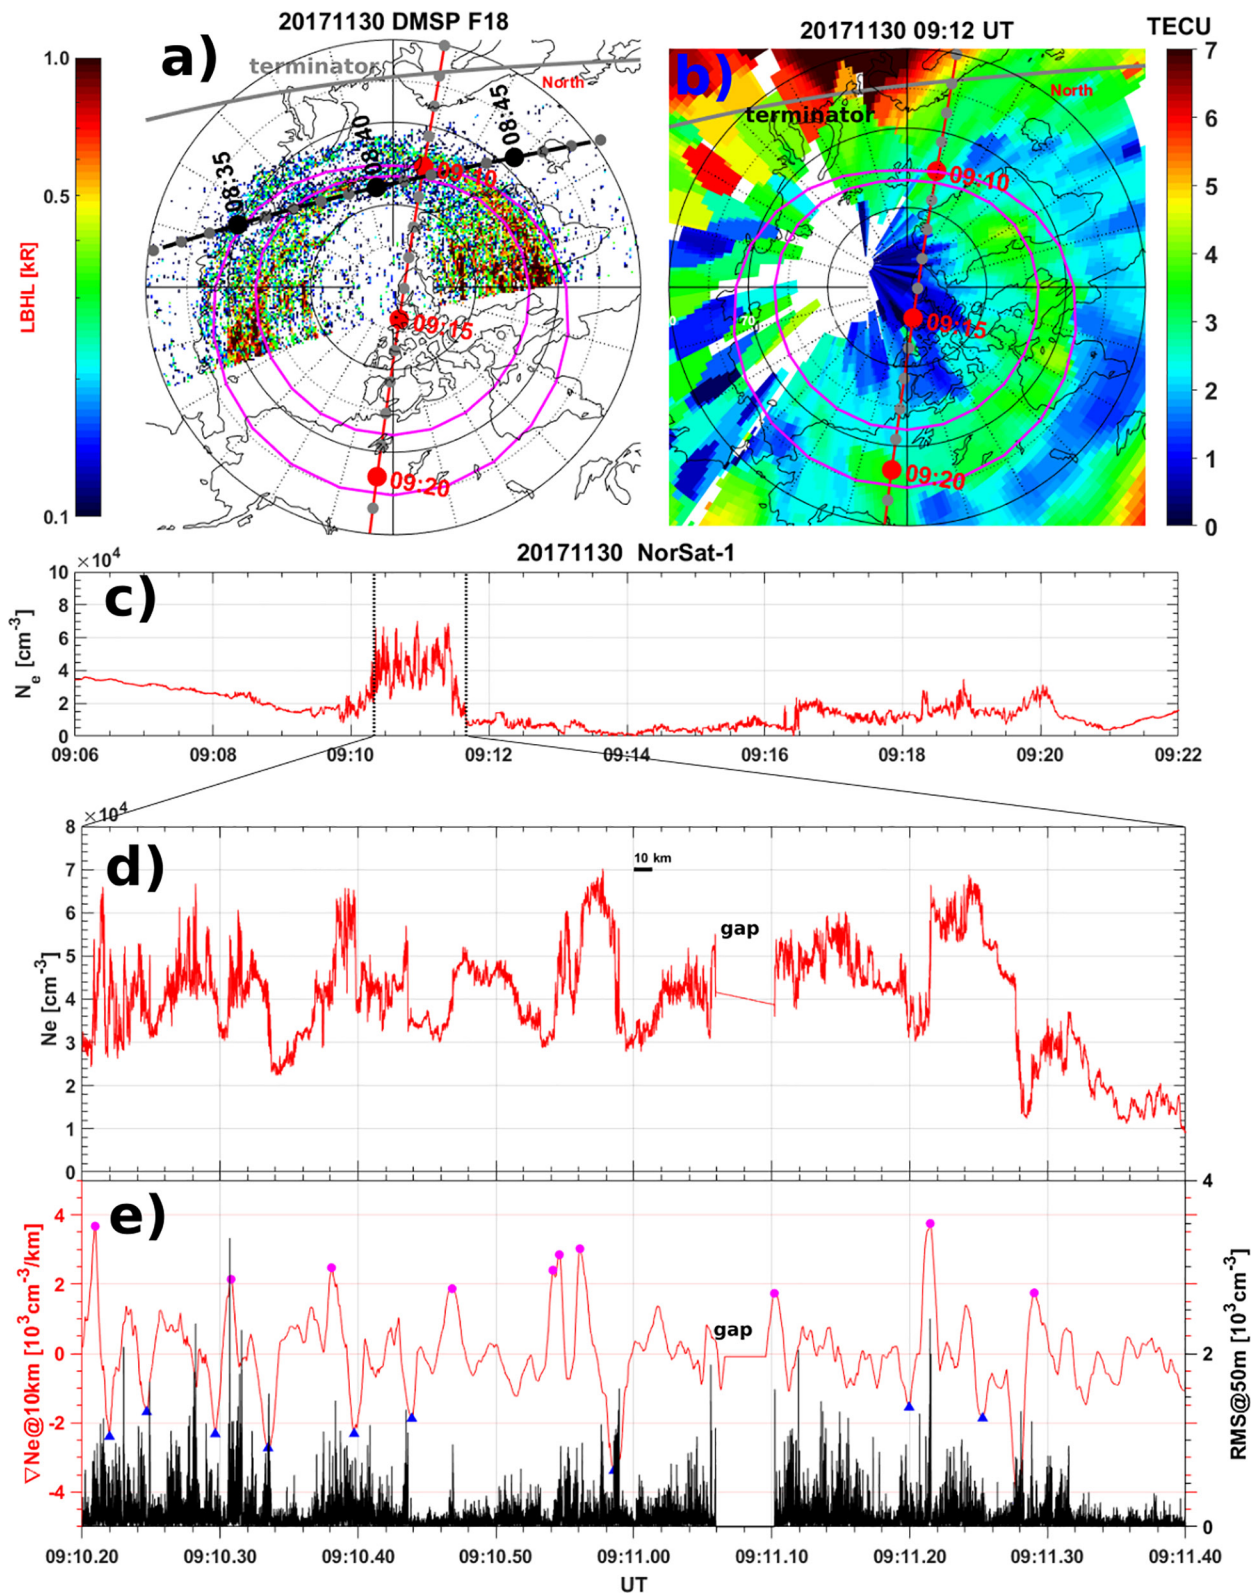 20171130 DMSP F18
20171130 09:12 UT
TECU
a)
terminator
North
1.0
0.5
0.1
LBHL [kR]
08:35
08:40
08:45
09:10
09:15
09:20
b)
terminator
North
09:10
09:15
09:20
70
7
6
5
4
3
2
1
0
20171130 NorSat-1
×10⁴
c)
10
8
6
4
2
0
Nₑ [cm⁻³]
09:06
09:08
09:10
09:12
09:14
09:16
09:18
09:20
09:22
×10⁴
d)
8
7
6
5
4
3
2
1
0
Ne [cm⁻³]
10 km
gap
e)
4
2
0
-2
-4
∇Ne@10km [10³cm⁻³/km]
gap
4
2
0
RMS@50m [10³cm⁻³]
09:10.20
09:10.30
09:10.40
09:10.50
09:11.00
09:11.10
09:11.20
09:11.30
09:11.40
UT